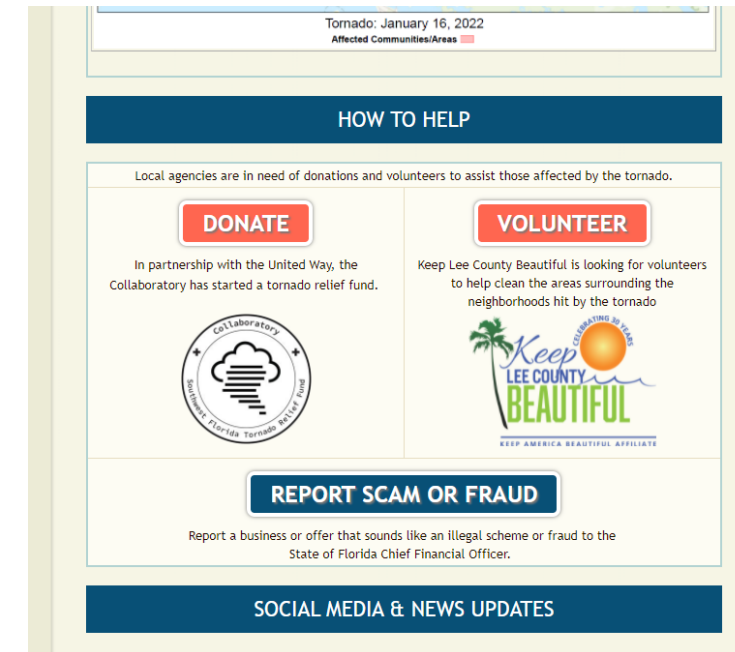 Tornado: January 16, 2022
Affected Communities/Areas
HOW TO HELP
Local agencies are in need of donations and volunteers to assist those affected by the tornado.
DONATE
In partnership with the United Way, the
Collaboratory has started a tornado relief fund.
Collaboratory
Southwest Florida Tornado Relief Fund
VOLUNTEER
Keep Lee County Beautiful is looking for volunteers
to help clean the areas surrounding the
neighborhoods hit by the tornado
CELEBRATING 30 YEARS
Keep
LEE COUNTY
BEAUTIFUL
KEEP AMERICA BEAUTIFUL AFFILIATE
REPORT SCAM OR FRAUD
Report a business or offer that sounds like an illegal scheme or fraud to the
State of Florida Chief Financial Officer.
SOCIAL MEDIA & NEWS UPDATES